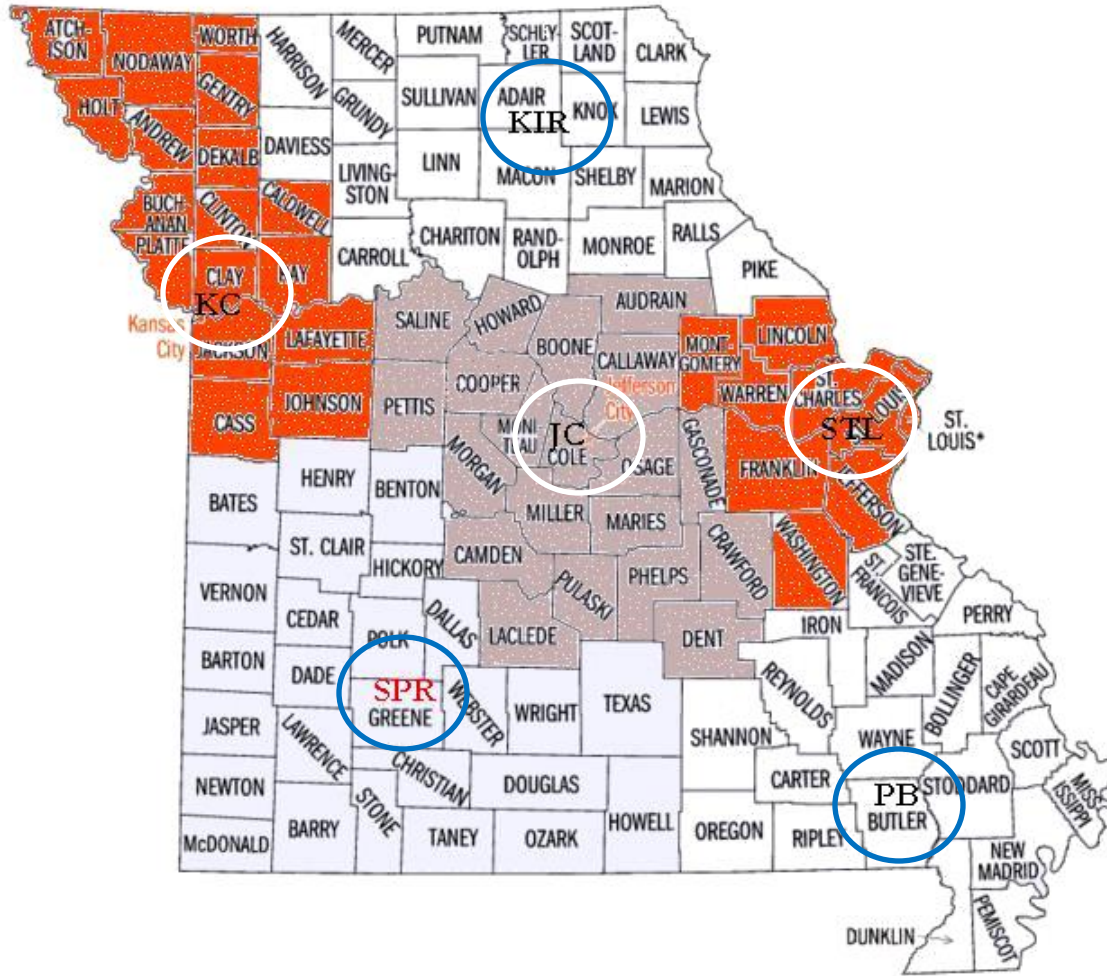 ATCH-
ISON
NODAWAY
WORTH
HARRISON
MERCER
PUTNAM
SCHUY-
LER
SCOT-
LAND
CLARK
HOLT
ANDREW
GENTRY
DEKALB
DAVIESS
GRUNDY
SULLIVAN
ADAIR
KIR
KNOX
LEWIS
LINN
MACON
SHELBY
MARION
BUCH-
ANAN
CLINTON
CALDWELL
LIVING-
STON
PLATTE
CLAY
RAY
CARROLL
CHARITON
RAN-
DOLPH
MONROE
RALLS
PIKE
KC
Kansas
City
JACKSON
LAFAYETTE
SALINE
HOWARD
BOONE
AUDRAIN
CALLAWAY
MONT-
GOMERY
LINCOLN
CASS
JOHNSON
PETTIS
COOPER
Jefferson
City
WARREN
ST.
CHARLES
ST. LOUIS
STL
ST.
LOUIS*
MONI
TEAU
JC
COLE
OSAGE
GASCONADE
FRANKLIN
JEFFERSON
BATES
HENRY
BENTON
MORGAN
MILLER
MARIES
CRAWFORD
WASHINGTON
STE.
GENE-
VIEVE
ST.
FRANCOIS
VERNON
ST. CLAIR
HICKORY
CAMDEN
PULASKI
PHELPS
PERRY
CEDAR
POLK
DALLAS
LACLEDE
DENT
IRON
MADISON
BOLLINGER
CAPE
GIRARDEAU
BARTON
DADE
SPR
GREENE
WEBSTER
WRIGHT
TEXAS
REYNOLDS
JASPER
LAWRENCE
SHANNON
WAYNE
SCOTT
NEWTON
CHRISTIAN
DOUGLAS
CARTER
PB
BUTLER
STODDARD
MISS-
ISSIPPI
McDONALD
BARRY
STONE
TANEY
OZARK
HOWELL
OREGON
RIPLEY
NEW
MADRID
DUNKLIN
PEMISCOT